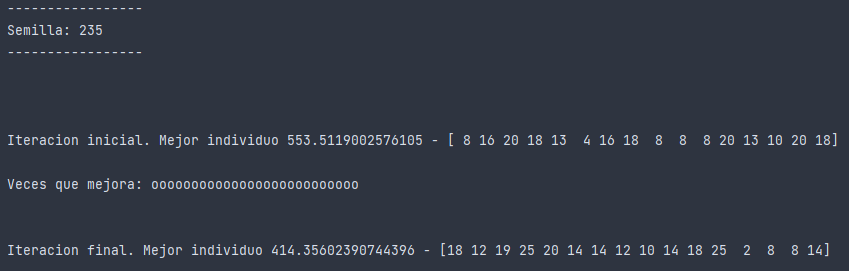 -----------------
Semilla: 235
-----------------
Iteracion inicial. Mejor individuo 553.5119002576105 - [ 8 16 20 18 13  4 16 18  8  8  8 20 13 10 20 18]
Veces que mejora: oooooooooooooooooooooooooo
Iteracion final. Mejor individuo 414.35602390744396 - [18 12 19 25 20 14 14 12 10 14 18 25  2  8  8 14]